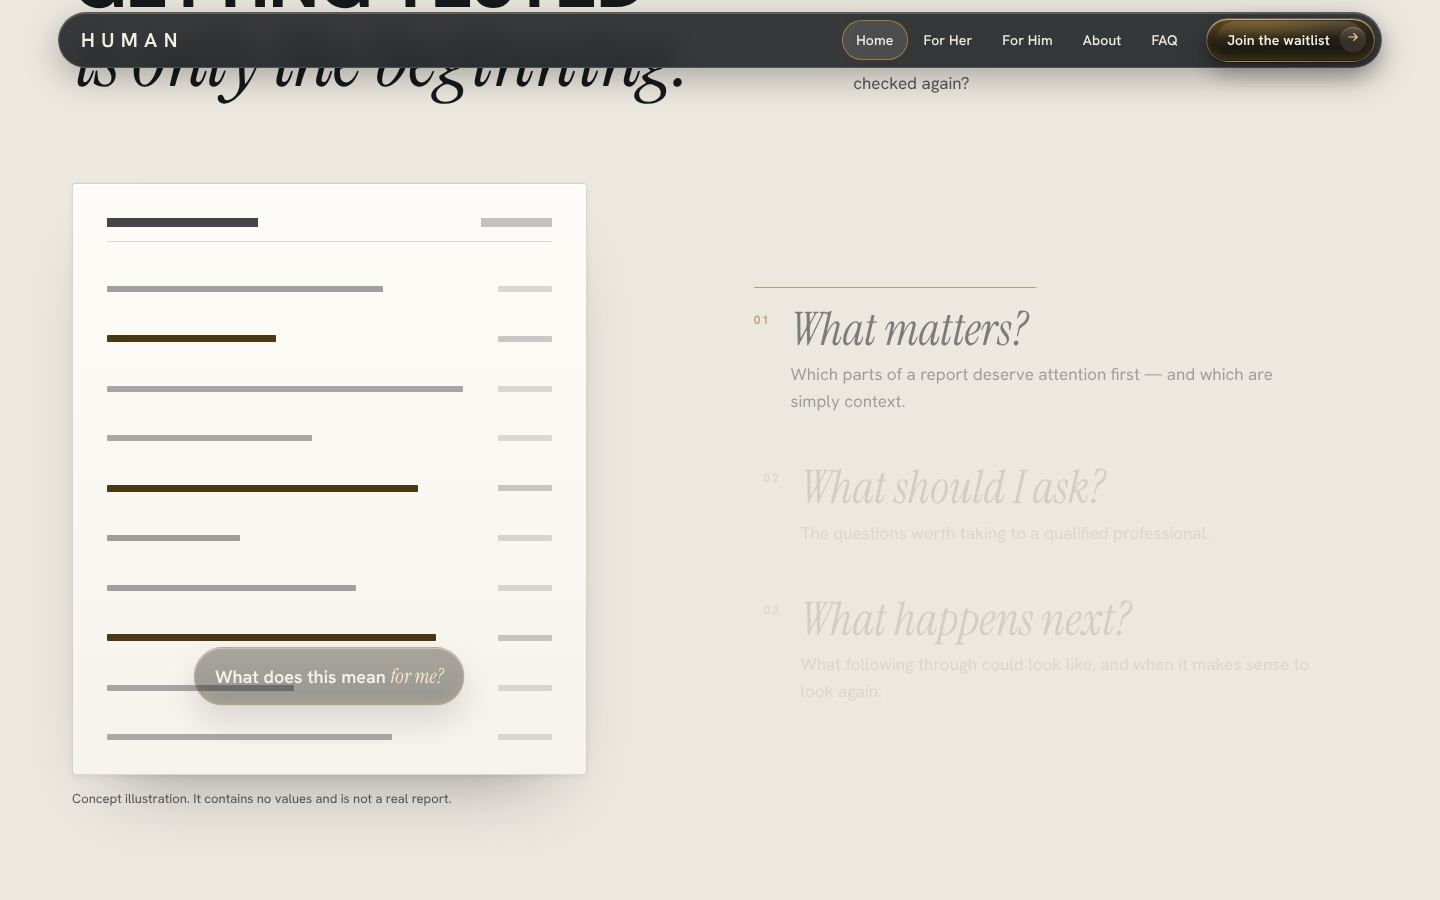 GETTING TESTED
is only the beginning.
HUMAN
Home
For Her
For Him
About
FAQ
Join the waitlist
checked again?
What does this mean for me?
Concept illustration. It contains no values and is not a real report.
01
What matters?
Which parts of a report deserve attention first — and which are
simply context.
02
What should I ask?
The questions worth taking to a qualified professional.
03
What happens next?
What following through could look like, and when it makes sense to
look again.